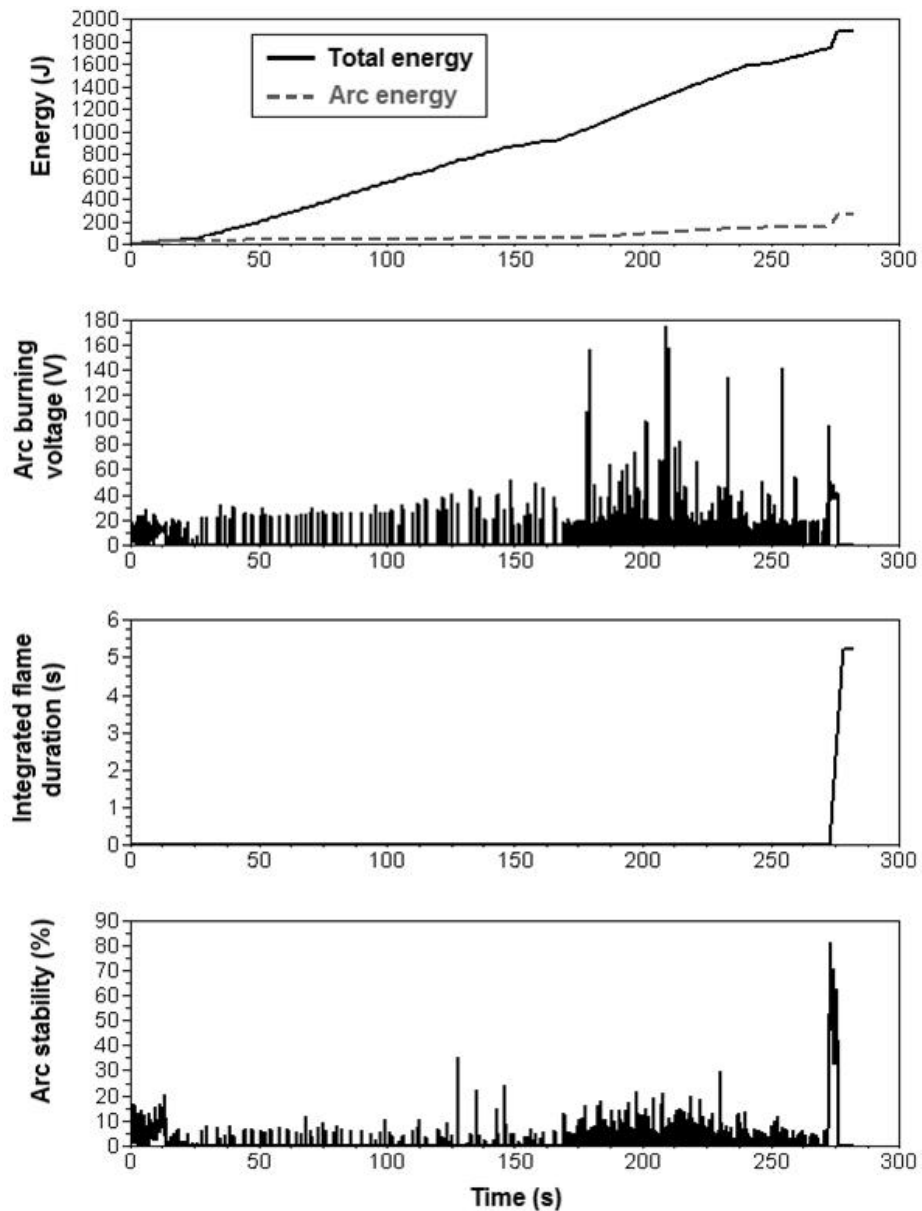 2000
1800
1600
1400
1200
1000
800
600
400
200
0
Energy (J)
Total energy
Arc energy
0 50 100 150 200 250 300
180
160
140
120
100
80
60
40
20
0
Arc burning
voltage (V)
0 50 100 150 200 250 300
6
5
4
3
2
1
0
Integrated flame
duration (s)
0 50 100 150 200 250 300
90
80
70
60
50
40
30
20
10
0
Arc stability (%)
0 50 100 150 200 250 300
Time (s)